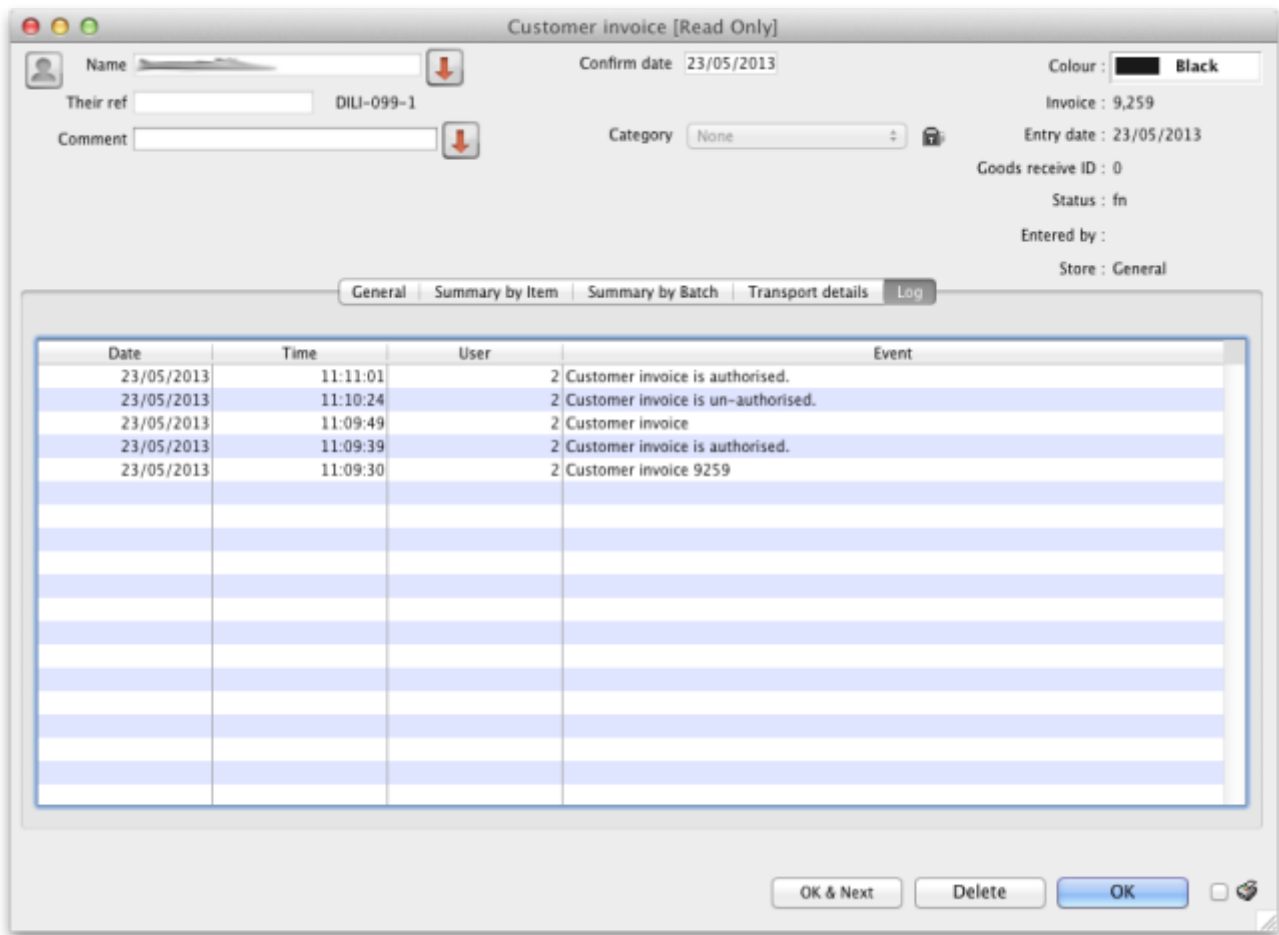 Customer invoice [Read Only]
Name
Confirm date 23/05/2013
Colour : Black
Their ref DILI-099-1
Invoice : 9,259
Comment
Category None
Entry date : 23/05/2013
Goods receive ID : 0
Status : fn
Entered by :
Store : General
General Summary by Item Summary by Batch Transport details Log
Date Time User Event
23/05/2013 11:11:01 2 Customer invoice is authorised.
23/05/2013 11:10:24 2 Customer invoice is un-authorised.
23/05/2013 11:09:49 2 Customer invoice
23/05/2013 11:09:39 2 Customer invoice is authorised.
23/05/2013 11:09:30 2 Customer invoice 9259
OK & Next Delete OK